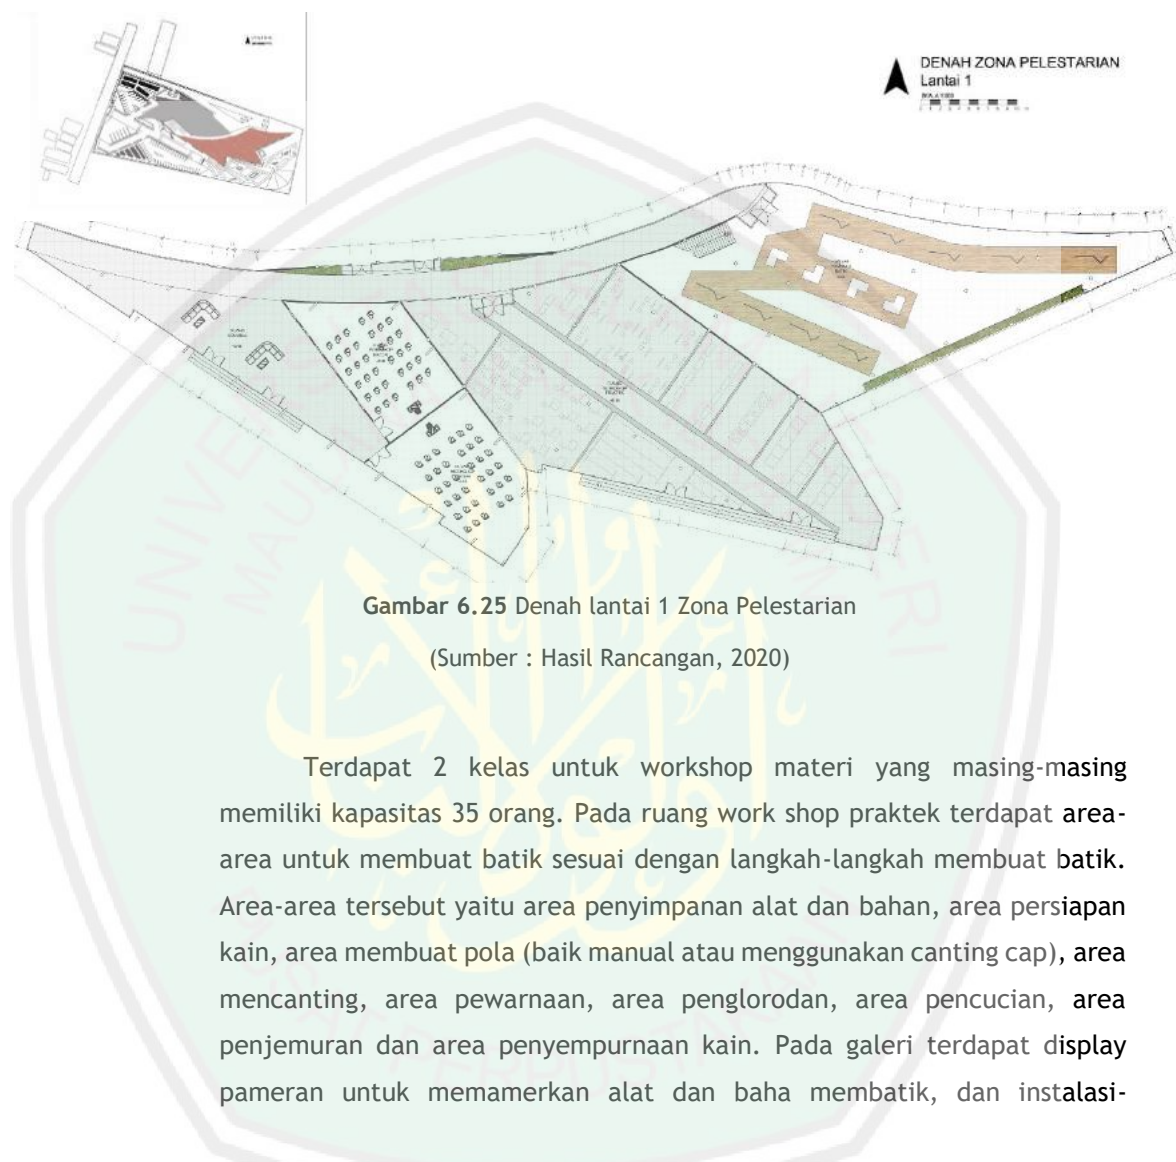 DENAH ZONA PELESTARIAN
Lantai 1
Gambar 6.25 Denah lantai 1 Zona Pelestarian
(Sumber : Hasil Rancangan, 2020)
Terdapat 2 kelas untuk workshop materi yang masing-masing
memiliki kapasitas 35 orang. Pada ruang work shop praktek terdapat area-
area untuk membuat batik sesuai dengan langkah-langkah membuat batik.
Area-area tersebut yaitu area penyimpanan alat dan bahan, area persiapan
kain, area membuat pola (baik manual atau menggunakan canting cap), area
mencanting, area pewarnaan, area penglorodan, area pencucian, area
penjemuran dan area penyempurnaan kain. Pada galeri terdapat display
pameran untuk memamerkan alat dan baha membatik, dan instalasi-